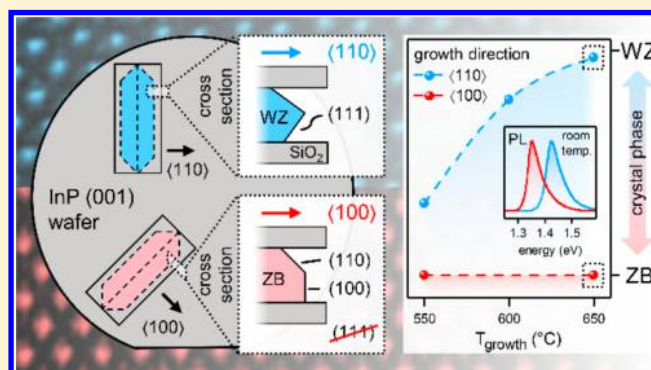 InP (001)
wafer
⟨110⟩
⟨100⟩
cross
section
⟨110⟩
WZ
(111)
SiO₂
cross
section
⟨100⟩
ZB
(110)
(100)
(111)
growth direction
⟨110⟩
⟨100⟩
PL
room
temp.
1.3 1.4 1.5
energy (eV)
550 600 650
T_growth (°C)
WZ
crystal phase
ZB